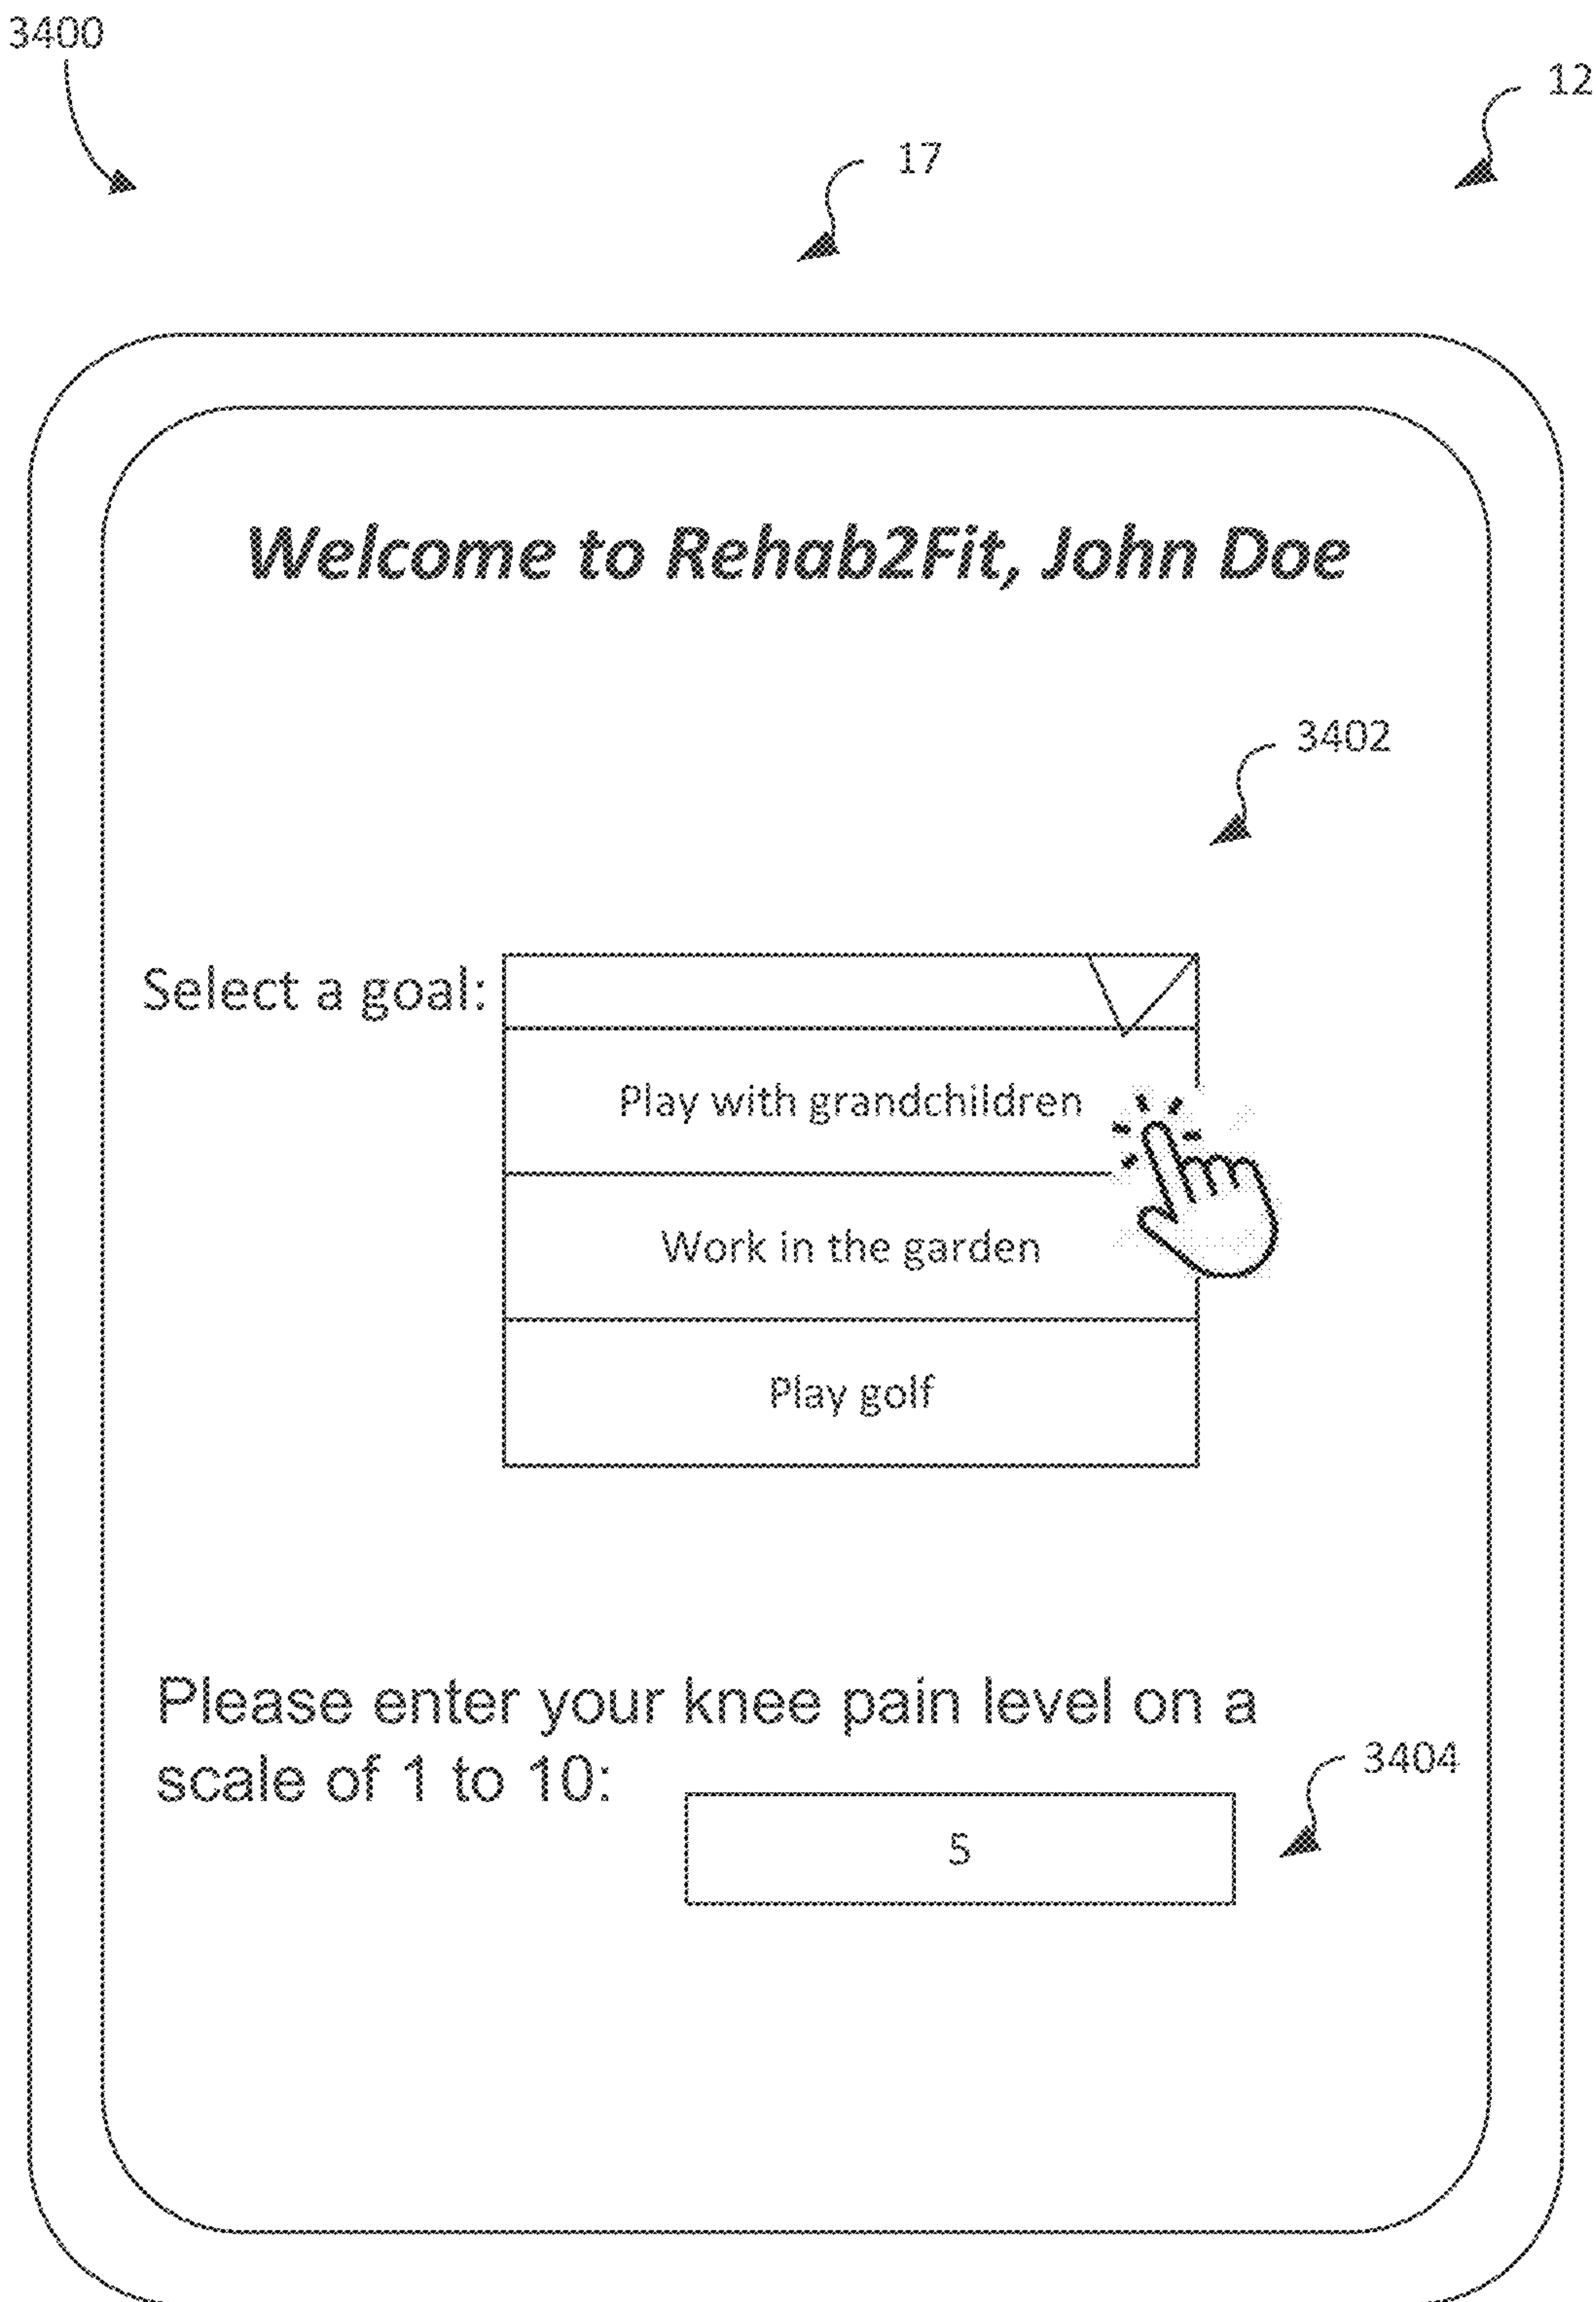 3400
12
17
Welcome to Rehab2Fit, John Doe
3402
Select a goal:
Play with grandchildren
Work in the garden
Play golf
Please enter your knee pain level on a
scale of 1 to 10:
3404
5